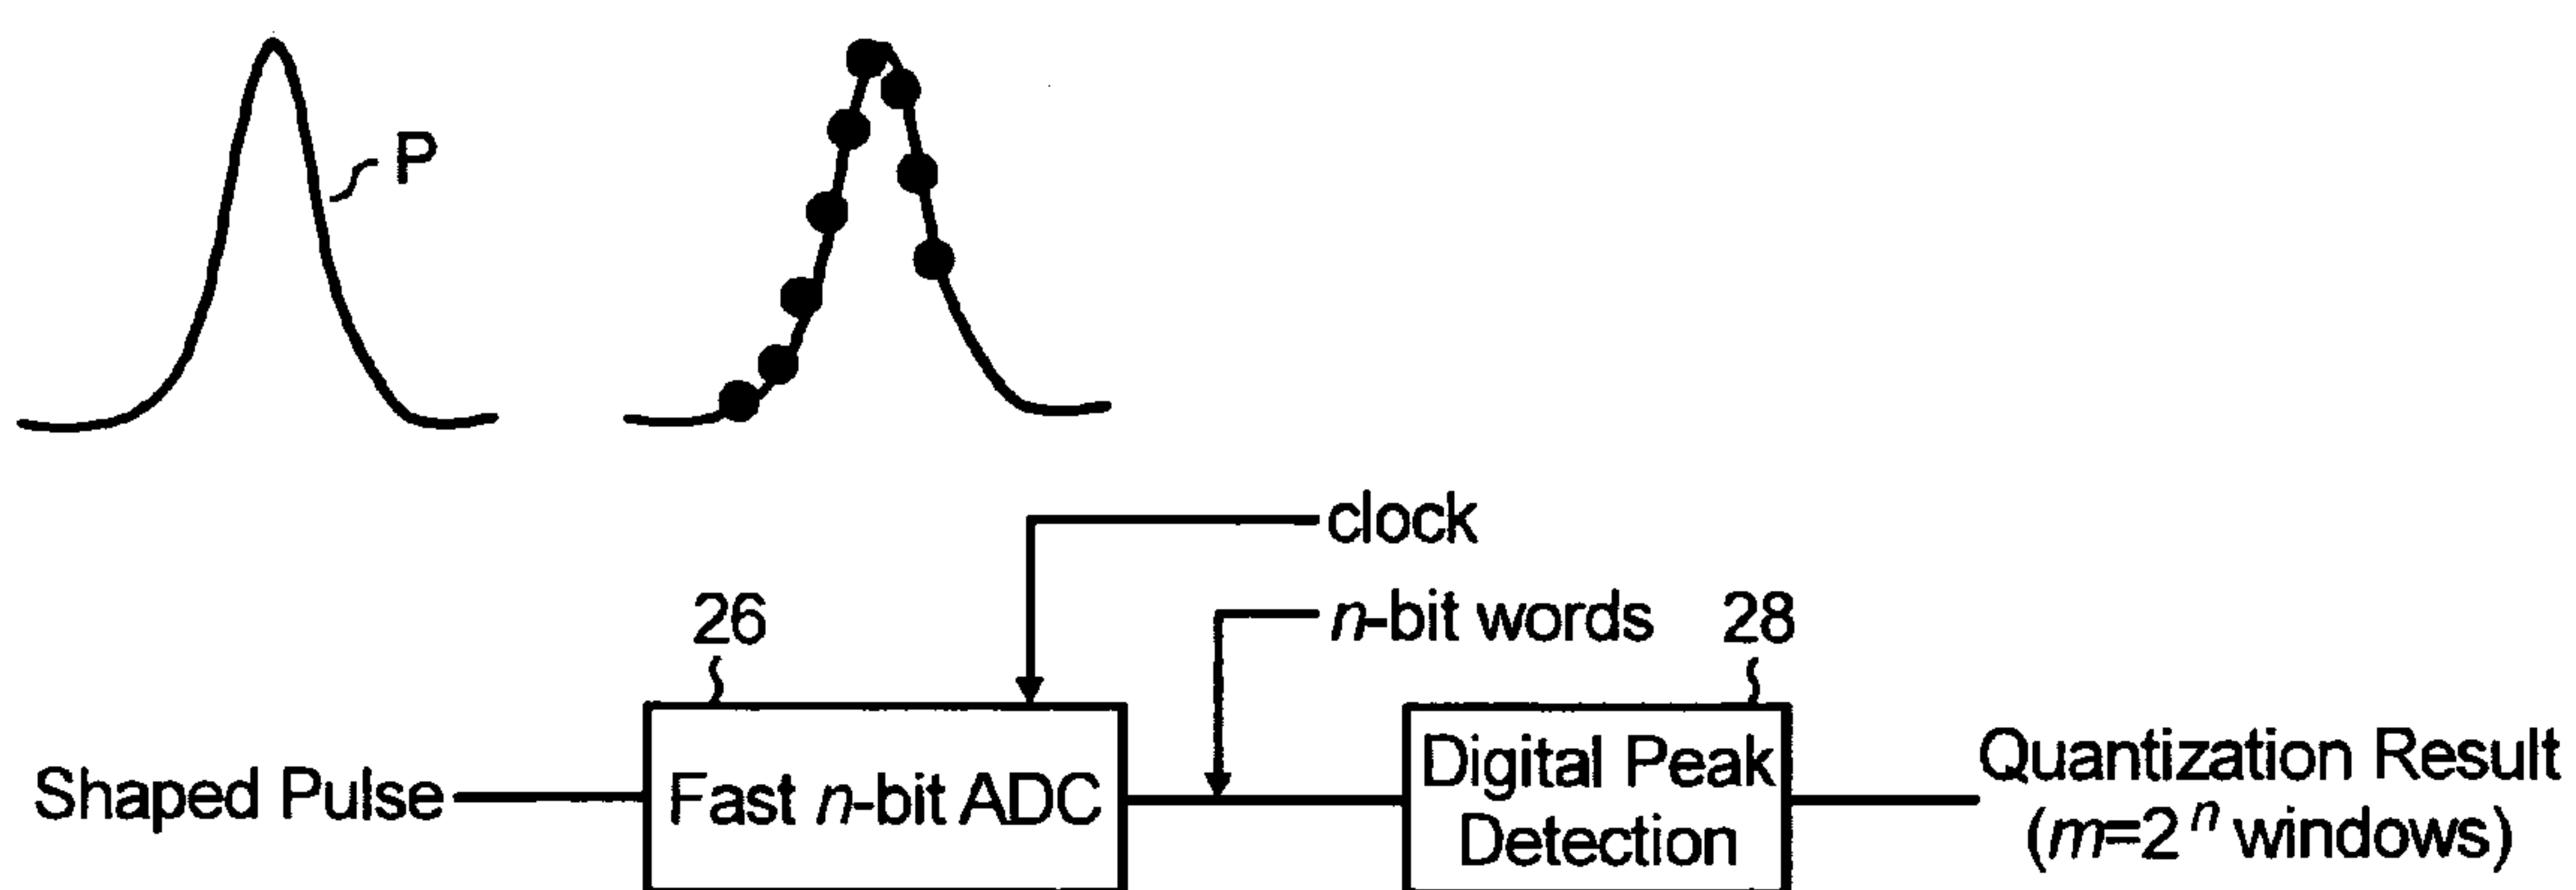 P
clock
n-bit words
26
28
Shaped Pulse
Fast n-bit ADC
Digital Peak
Detection
Quantization Result
(m=2^n windows)